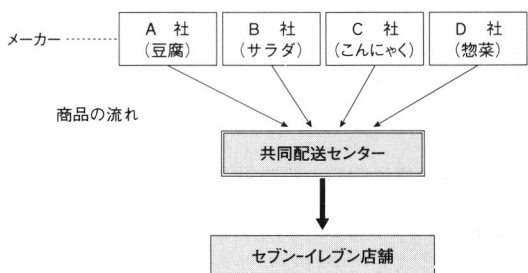 メーカー
A 社
(豆腐)
B 社
(サラダ)
C 社
(こんにゃく)
D 社
(惣菜)
商品の流れ
共同配送センター
セブン-イレブン店舗